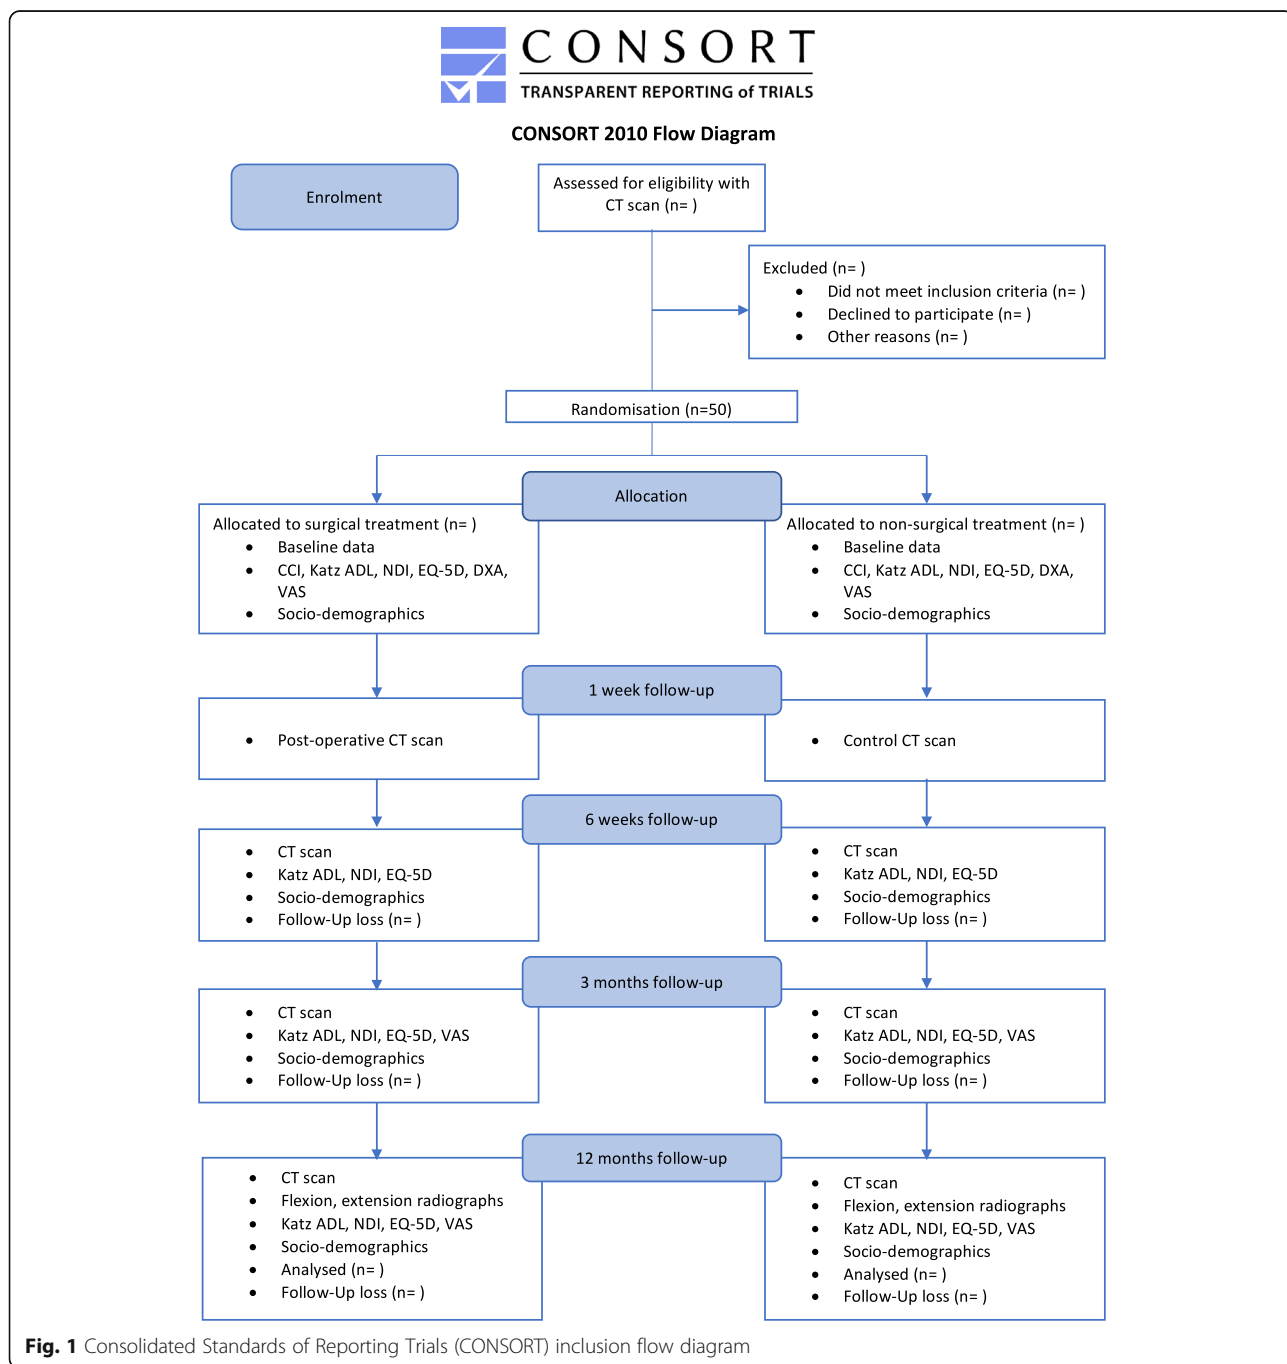 CONSORT
TRANSPARENT REPORTING of TRIALS
CONSORT 2010 Flow Diagram
Enrolment
Assessed for eligibility with
CT scan (n= )
Excluded (n= )
• Did not meet inclusion criteria (n= )
• Declined to participate (n= )
• Other reasons (n= )
Randomisation (n=50)
Allocation
Allocated to surgical treatment (n= )
• Baseline data
• CCI, Katz ADL, NDI, EQ-5D, DXA,
VAS
• Socio-demographics
Allocated to non-surgical treatment (n= )
• Baseline data
• CCI, Katz ADL, NDI, EQ-5D, DXA,
VAS
• Socio-demographics
1 week follow-up
• Post-operative CT scan
• Control CT scan
6 weeks follow-up
• CT scan
• Katz ADL, NDI, EQ-5D
• Socio-demographics
• Follow-Up loss (n= )
• CT scan
• Katz ADL, NDI, EQ-5D
• Socio-demographics
• Follow-Up loss (n= )
3 months follow-up
• CT scan
• Katz ADL, NDI, EQ-5D, VAS
• Socio-demographics
• Follow-Up loss (n= )
• CT scan
• Katz ADL, NDI, EQ-5D, VAS
• Socio-demographics
• Follow-Up loss (n= )
12 months follow-up
• CT scan
• Flexion, extension radiographs
• Katz ADL, NDI, EQ-5D, VAS
• Socio-demographics
• Analysed (n= )
• Follow-Up loss (n= )
• CT scan
• Flexion, extension radiographs
• Katz ADL, NDI, EQ-5D, VAS
• Socio-demographics
• Analysed (n= )
• Follow-Up loss (n= )
Fig. 1 Consolidated Standards of Reporting Trials (CONSORT) inclusion flow diagram